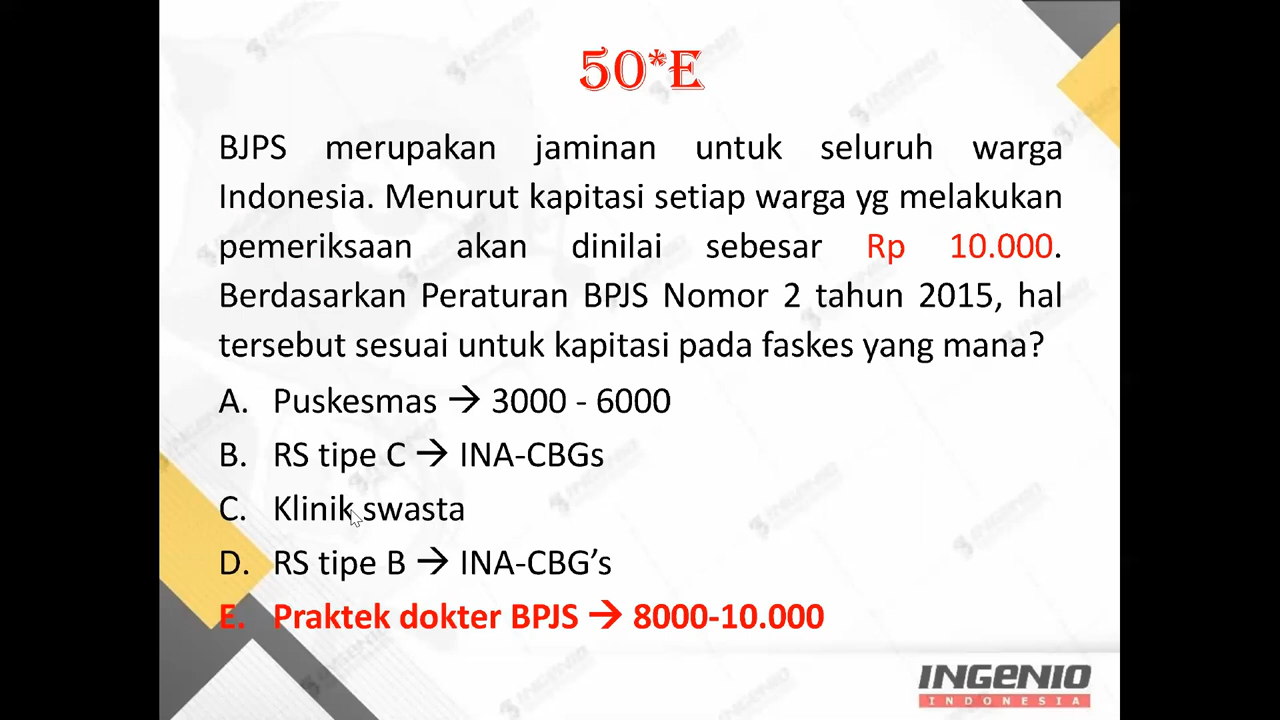 50*E
BJPS merupakan jaminan untuk seluruh warga
Indonesia. Menurut kapitasi setiap warga yg melakukan
pemeriksaan akan dinilai sebesar Rp 10.000.
Berdasarkan Peraturan BPJS Nomor 2 tahun 2015, hal
tersebut sesuai untuk kapitasi pada faskes yang mana?
A. Puskesmas → 3000 - 6000
B. RS tipe C → INA-CBGs
C. Klinik swasta
D. RS tipe B → INA-CBG’s
E. Praktek dokter BPJS → 8000-10.000
INGENIO
INDONESIA